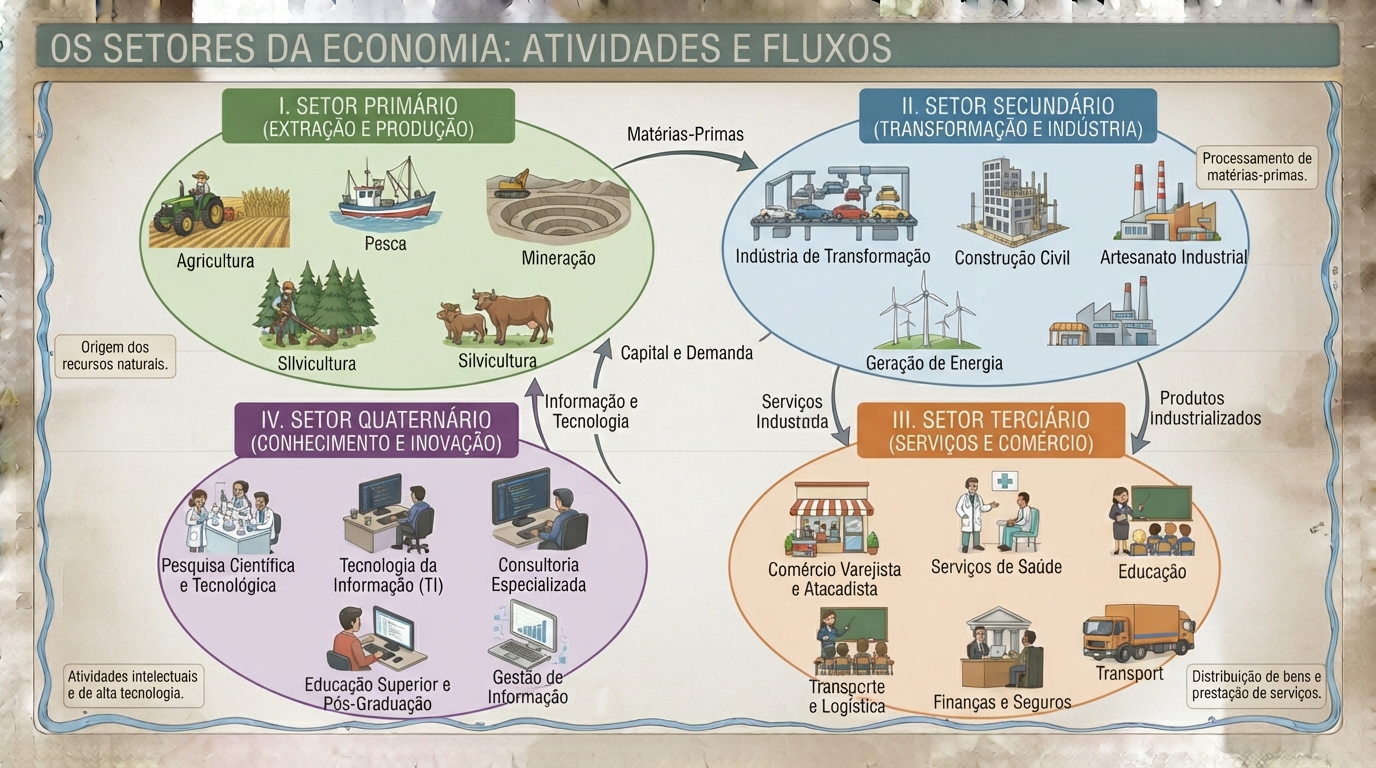 OS SETORES DA ECONOMIA: ATIVIDADES E FLUXOS
I. SETOR PRIMÁRIO
(EXTRAÇÃO E PRODUÇÃO)
Agricultura
Pesca
Mineração
Silvicultura
Silvicultura
Origem dos
recursos naturais.
Matérias-Primas
II. SETOR SECUNDÁRIO
(TRANSFORMAÇÃO E INDÚSTRIA)
Processamento de
matérias-primas.
Indústria de Transformação
Construção Civil
Artesanato Industrial
Geração de Energia
Capital e Demanda
Informação e
Tecnologia
Serviços
Industrda
Produtos
Industrializados
IV. SETOR QUATERNÁRIO
(CONHECIMENTO E INOVAÇÃO)
Pesquisa Científica
e Tecnológica
Tecnologia da
Informação (TI)
Consultoria
Especializada
Educação Superior e
Pós-Graduação
Gestão de
Informação
Atividades intelectuais
e de alta tecnologia.
III. SETOR TERCIÁRIO
(SERVIÇOS E COMÉRCIO)
Comércio Varejista
e Atacadista
Serviços de Saúde
Educação
Transporte
e Logística
Finanças e Seguros
Transport
Distribuição de bens e
prestação de serviços.